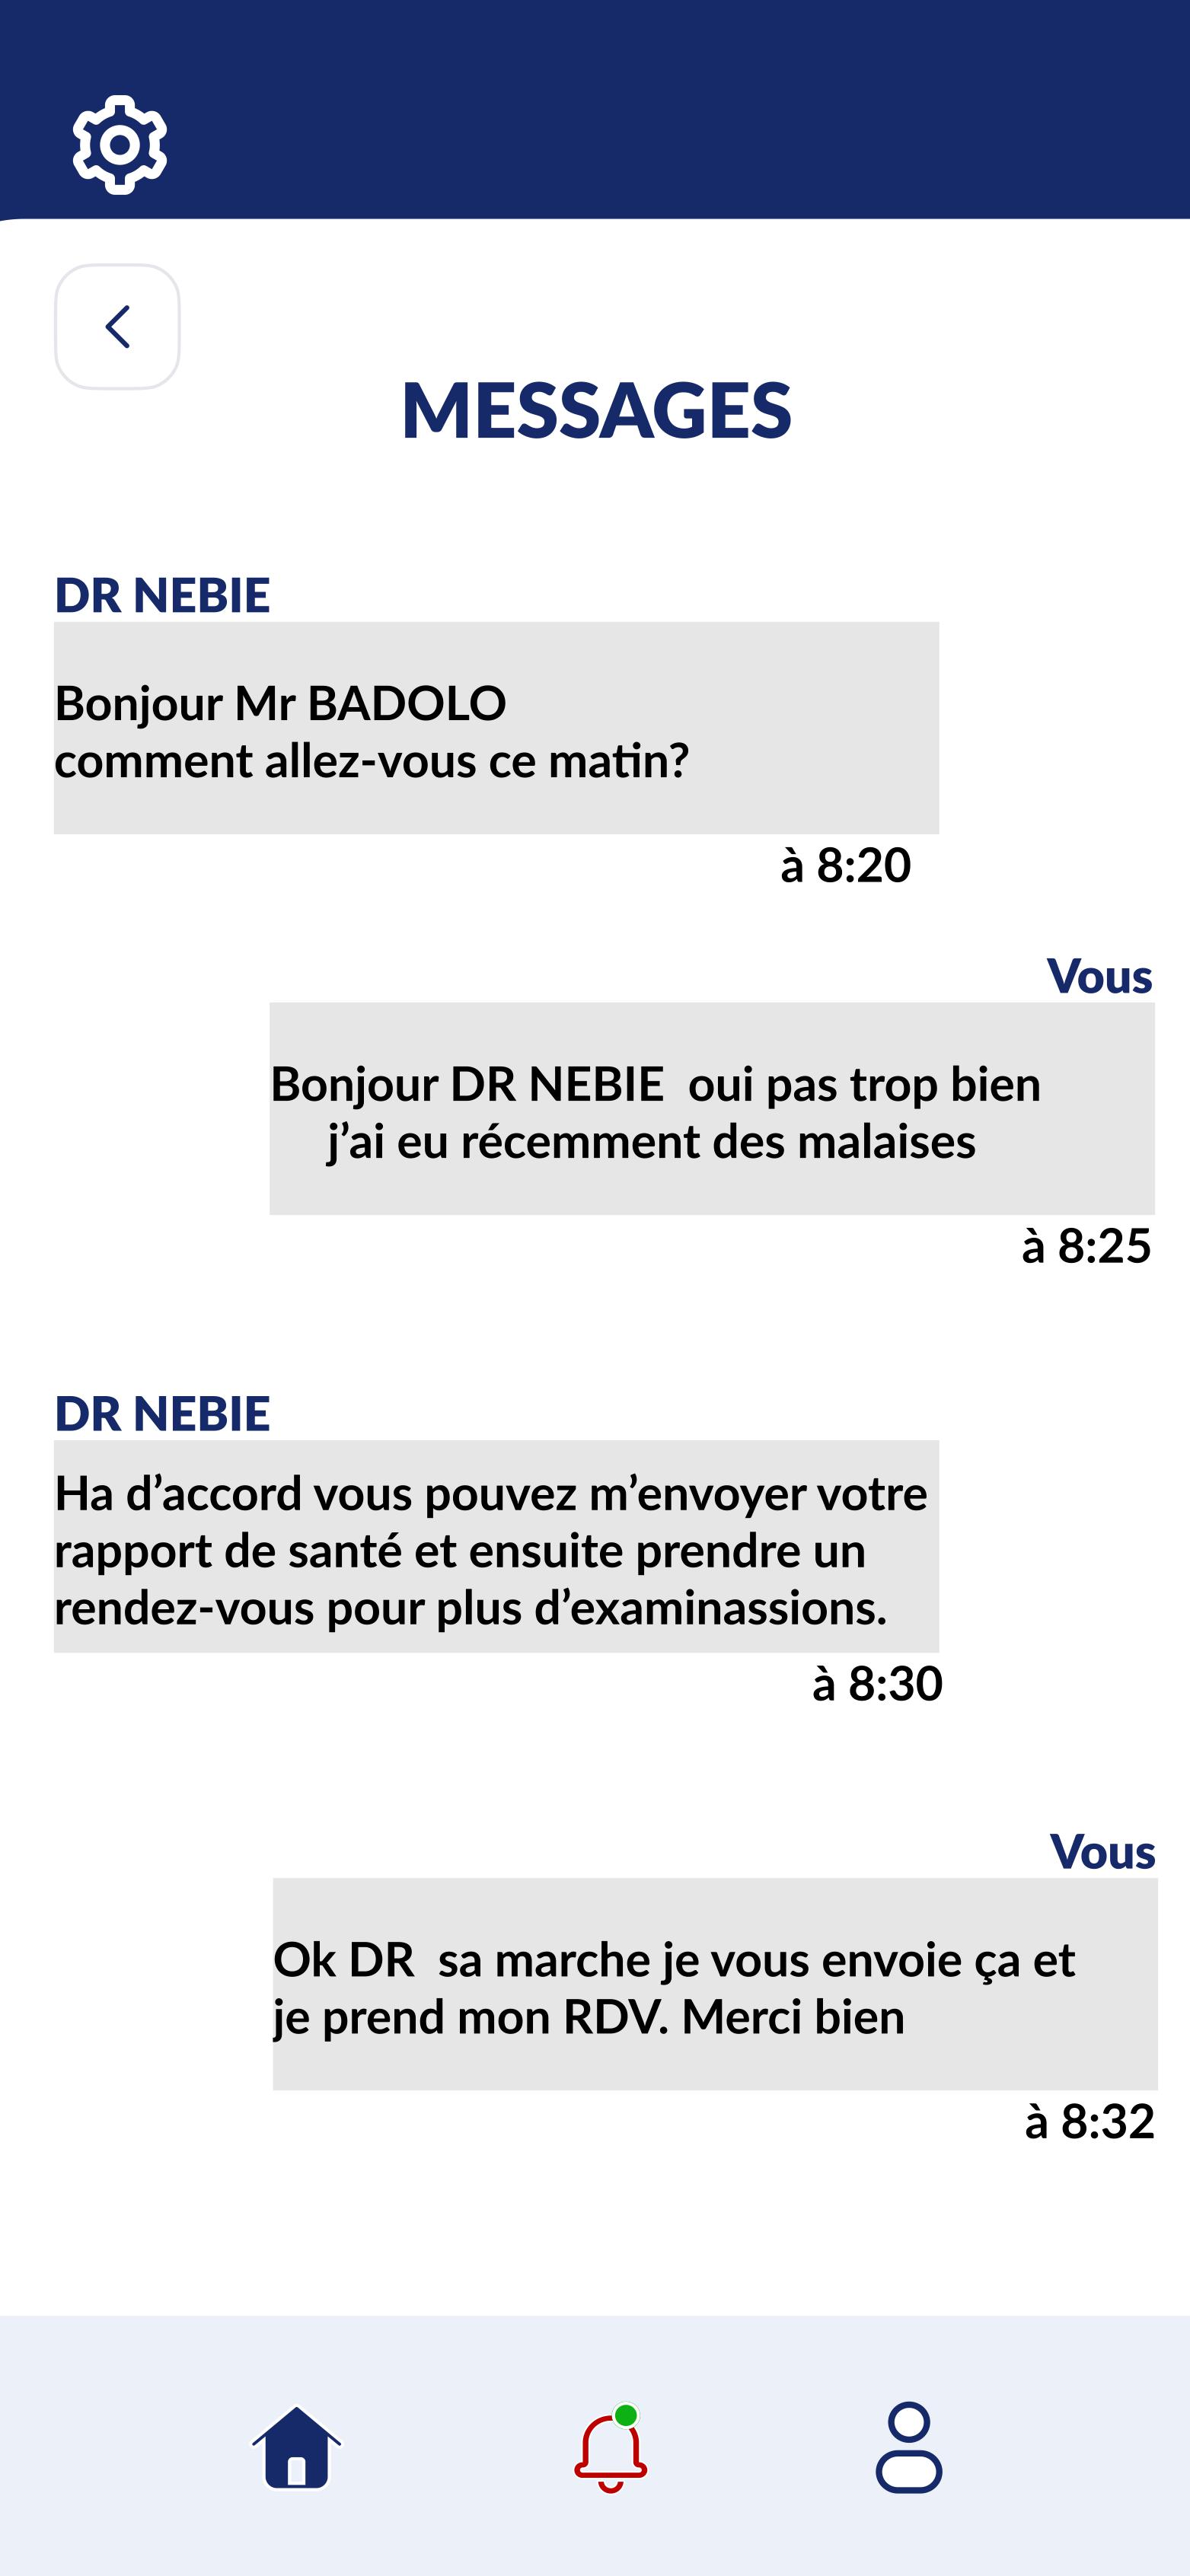 MESSAGES
DR NEBIE
Bonjour Mr BADOLO
comment allez-vous ce matin?
à 8:20
Vous
Bonjour DR NEBIE  oui pas trop bien
j’ai eu récemment des malaises
à 8:25
DR NEBIE
Ha d’accord vous pouvez m’envoyer votre
rapport de santé et ensuite prendre un
rendez-vous pour plus d’examinassions.
à 8:30
Vous
Ok DR  sa marche je vous envoie ça et
je prend mon RDV. Merci bien
à 8:32